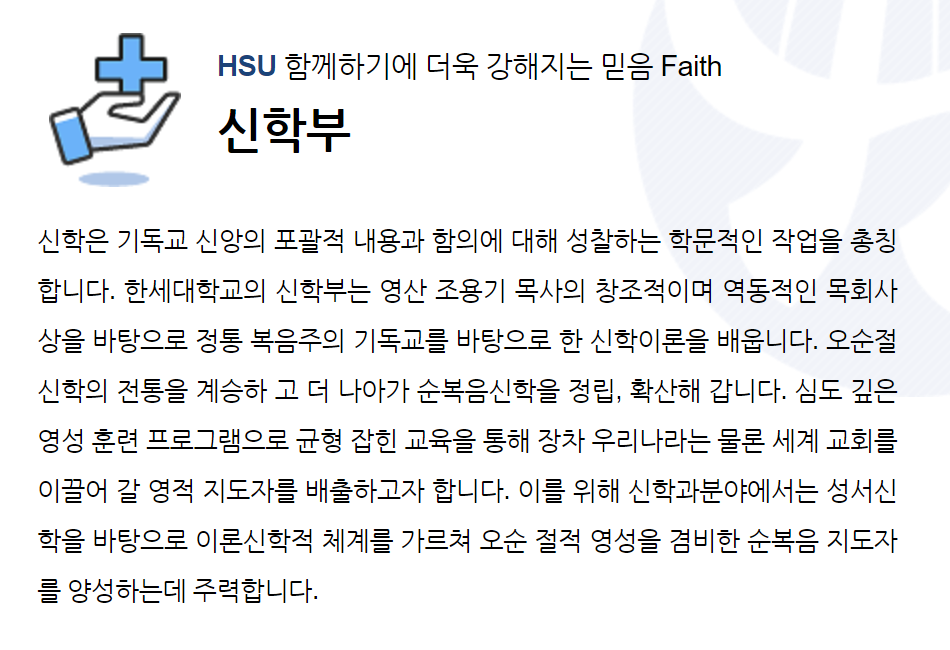 HSU 함께하기에 더욱 강해지는 믿음 Faith
신학부
신학은 기독교 신앙의 포괄적 내용과 함의에 대해 성찰하는 학문적인 작업을 총칭
합니다. 한세대학교의 신학부는 영산 조용기 목사의 창조적이며 역동적인 목회사
상을 바탕으로 정통 복음주의 기독교를 바탕으로 한 신학이론을 배웁니다. 오순절
신학의 전통을 계승하 고 더 나아가 순복음신학을 정립, 확산해 갑니다. 심도 깊은
영성 훈련 프로그램으로 균형 잡힌 교육을 통해 장차 우리나라는 물론 세계 교회를
이끌어 갈 영적 지도자를 배출하고자 합니다. 이를 위해 신학과분야에서는 성서신
학을 바탕으로 이론신학적 체계를 가르쳐 오순 절적 영성을 겸비한 순복음 지도자
를 양성하는데 주력합니다.